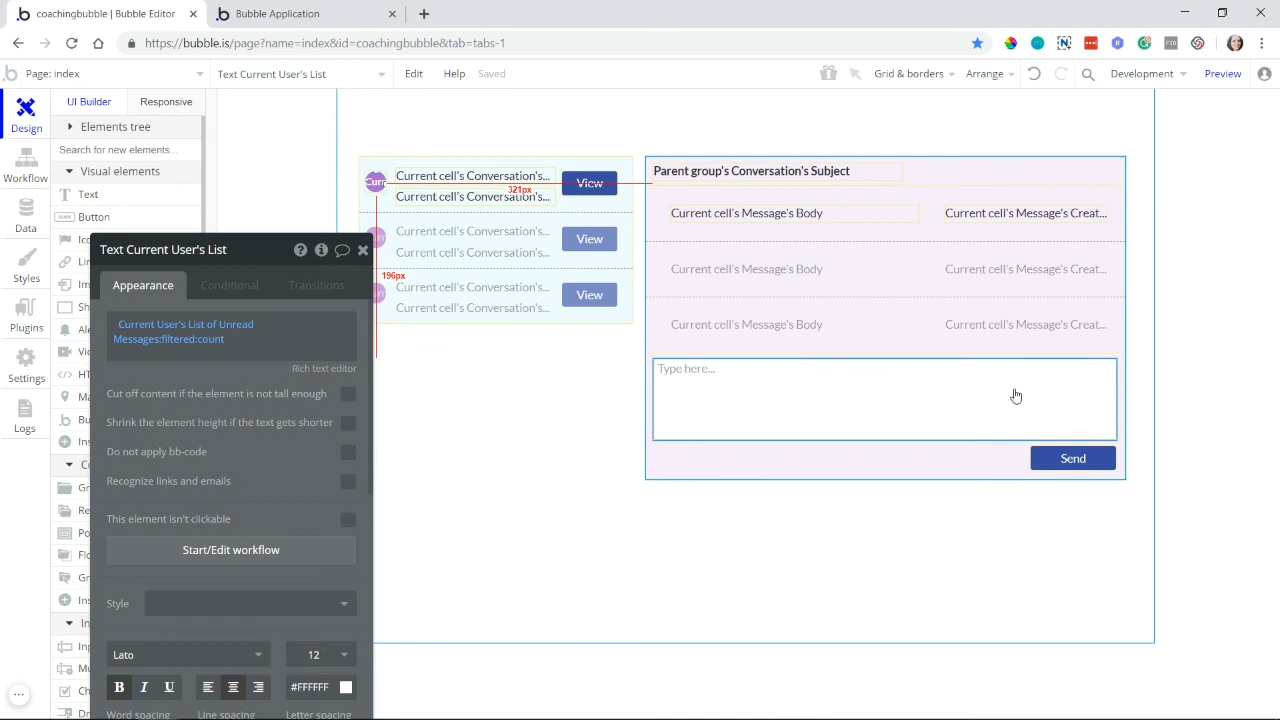 coachingbubble | Bubble Editor
Bubble Application
https://bubble.is/page?name=index&id=coachingbubble&tab=tabs-1
Page: index
Text Current User's List
Edit
Help
Saved
Grid & borders
Arrange
Development
Preview
Design
Workflow
Data
Styles
Plugins
Settings
Logs
UI Builder
Responsive
Elements tree
Search for new elements...
Visual elements
Text
Button
Text Current User's List
Appearance
Conditional
Transitions
Current User's List of Unread
Messages:filtered:count
Rich text editor
Cut off content if the element is not tall enough
Shrink the element height if the text gets shorter
Do not apply bb-code
Recognize links and emails
This element isn't clickable
Start/Edit workflow
Style
Lato
12
B I U
#FFFFFF
Word spacing
Line spacing
Letter spacing
Current cell's Conversation's...
321px
Current cell's Conversation's...
View
Current cell's Conversation's...
Current cell's Conversation's...
View
196px
Current cell's Conversation's...
Current cell's Conversation's...
View
Parent group's Conversation's Subject
Current cell's Message's Body
Current cell's Message's Creat...
Current cell's Message's Body
Current cell's Message's Creat...
Current cell's Message's Body
Current cell's Message's Creat...
Type here...
Send